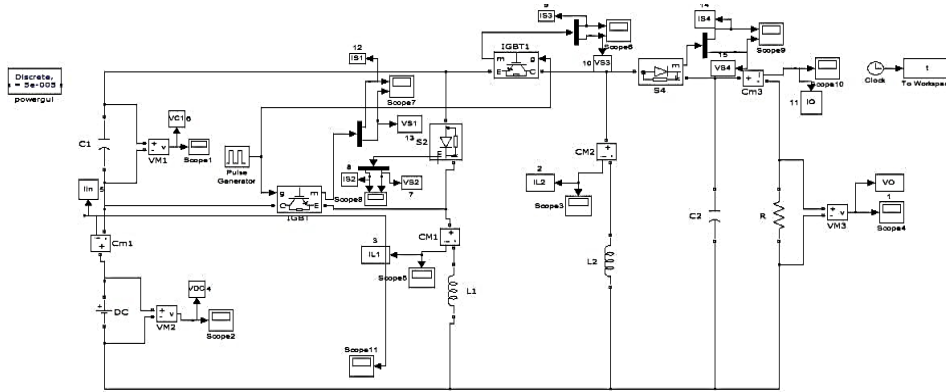 9
IS3
14
IS4
IGBT1
Scope6
10
VS3
12
IS1
Scope9
15
VS4
Discrete,
= 5e-005
powergui
m
g
E
C
m
S4
Cm3
Scope10
11
IO
Clock
t
To Workspace
Scope7
VS1
13
S2
VC1
6
C1
VM1
Scope1
Pulse
Generator
8
IS2
Scope8
VS2
7
CM2
2
IL2
Scope3
Iin
5
g
m
C
E
IGBT
VO
1
Scope4
VM3
C2
R
Cm1
3
IL1
CM1
Scope5
L1
L2
DC
VDC
4
VM2
Scope2
Scope11